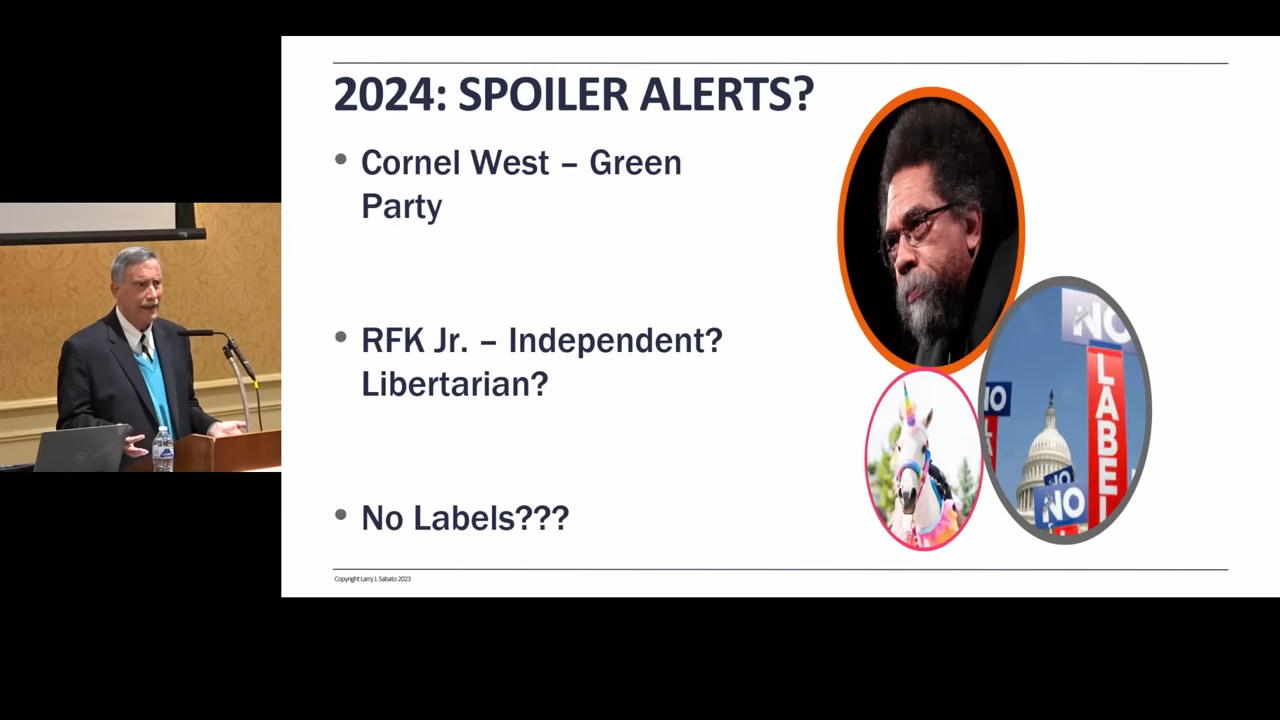 2024: SPOILER ALERTS?
• Cornel West – Green
Party
• RFK Jr. – Independent?
Libertarian?
• No Labels???
Copyright Larry J. Sabato 2023
NO
LABEL
NO
NO
NO